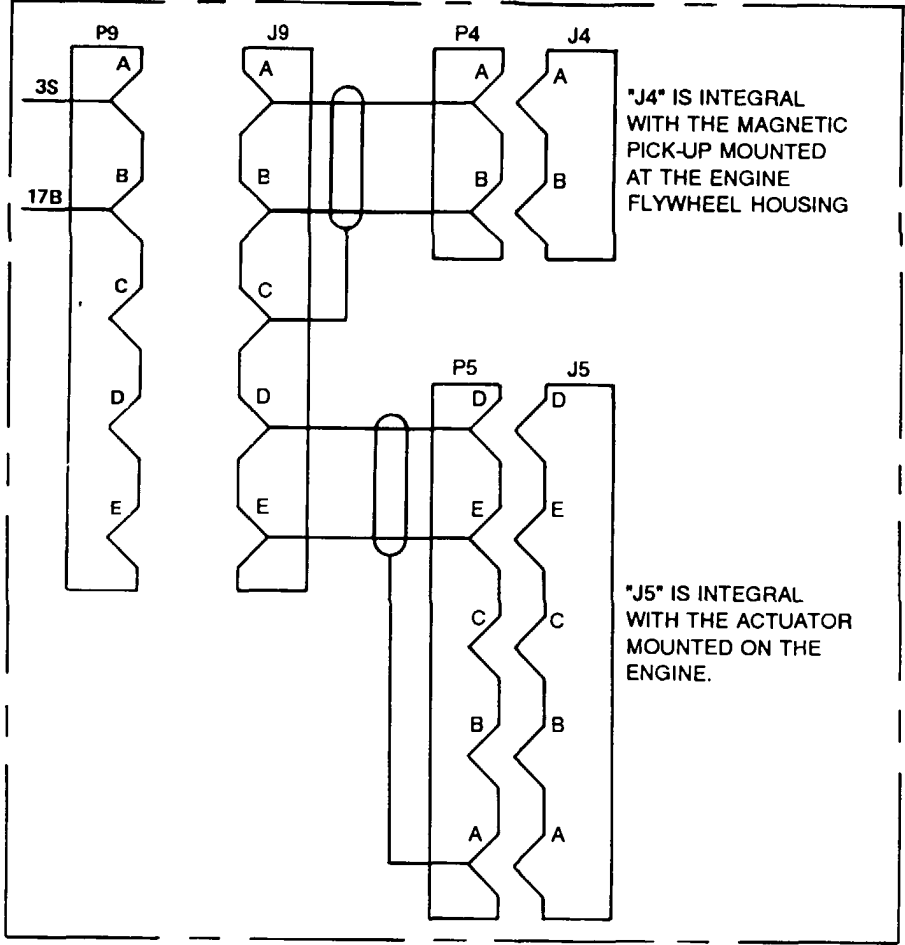 P9
J9
P4
J4
A
A
A
A
3S
"J4" IS INTEGRAL
WITH THE MAGNETIC
PICK-UP MOUNTED
AT THE ENGINE
FLYWHEEL HOUSING
B
B
B
B
17B
C
C
P5
J5
D
D
D
D
E
E
E
E
"J5" IS INTEGRAL
WITH THE ACTUATOR
MOUNTED ON THE
ENGINE.
C
C
B
B
A
A